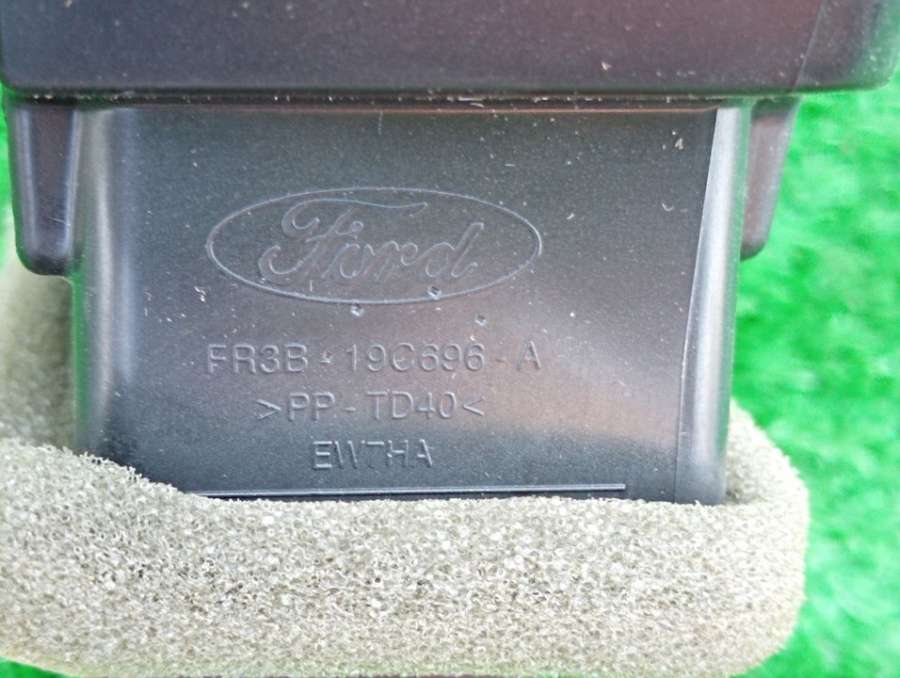 Ford
FR3B-19C696-A
>PP-TD40<
EW7HA